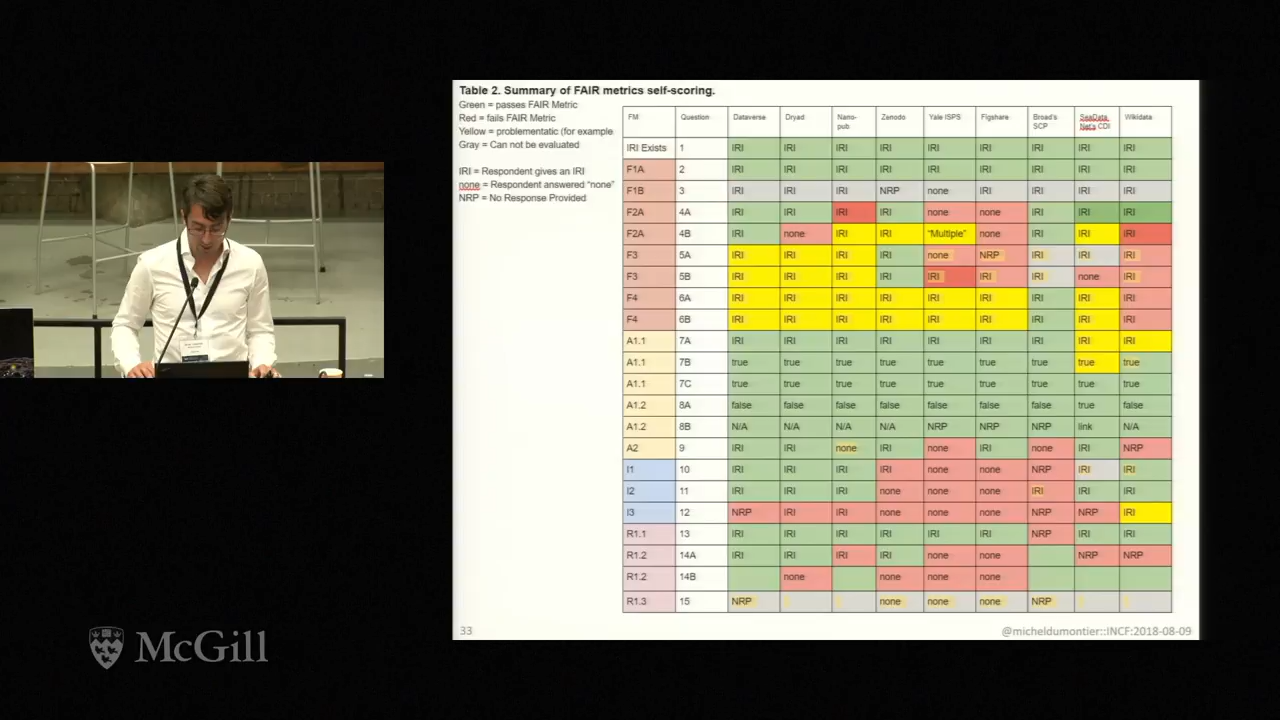 Table 2. Summary of FAIR metrics self-scoring.
Green = passes FAIR Metric
Red = fails FAIR Metric
Yellow = problementatic (for example
Gray = Can not be evaluated
IRI = Respondent gives an IRI
none = Respondent answered "none"
NRP = No Response Provided
FM Question Dataverse Dryad Nano-pub Zenodo Yale ISPS Figshare Broad's SCP SeaData Net's CDI Wikidata
IRI Exists 1 IRI IRI IRI IRI IRI IRI IRI IRI IRI
F1A 2 IRI IRI IRI IRI IRI IRI IRI IRI IRI
F1B 3 IRI IRI IRI NRP none IRI IRI IRI IRI
F2A 4A IRI IRI IRI IRI none none IRI IRI IRI
F2A 4B IRI none IRI IRI "Multiple" none IRI IRI IRI
F3 5A IRI IRI IRI IRI none NRP IRI IRI IRI
F3 5B IRI IRI IRI IRI IRI IRI IRI none IRI
F4 6A IRI IRI IRI IRI IRI IRI IRI IRI IRI
F4 6B IRI IRI IRI IRI IRI IRI IRI IRI IRI
A1.1 7A IRI IRI IRI IRI IRI IRI IRI IRI IRI
A1.1 7B true true true true true true true true true
A1.1 7C true true true true true true true true true
A1.2 8A false false false false false false false true false
A1.2 8B N/A N/A N/A N/A NRP NRP NRP link N/A
A2 9 IRI IRI none IRI none IRI none IRI NRP
I1 10 IRI IRI IRI IRI none none NRP IRI IRI
I2 11 IRI IRI IRI none none none IRI IRI IRI
I3 12 NRP IRI IRI none none none NRP NRP IRI
R1.1 13 IRI IRI IRI IRI IRI IRI NRP IRI IRI
R1.2 14A IRI IRI IRI IRI none none NRP NRP
R1.2 14B none none none none
R1.3 15 NRP none none none NRP
33
@micheldumontier::INCF:2018-08-09
McGill